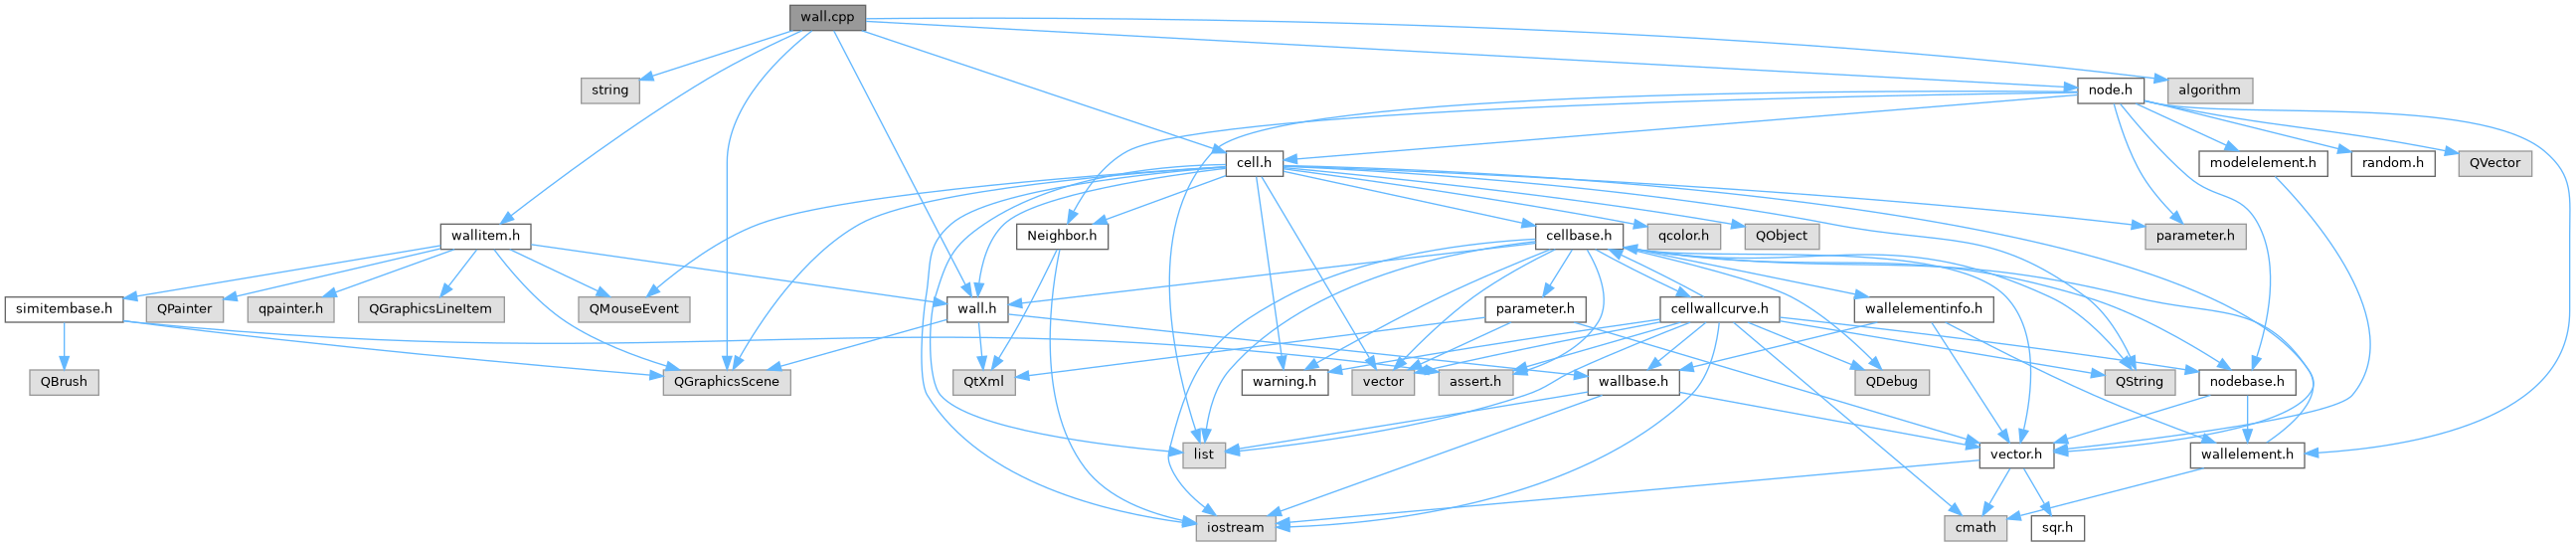 wall.cpp
string
node.h
algorithm
cell.h
modelelement.h
random.h
QVector
wallitem.h
Neighbor.h
cellbase.h
qcolor.h
QObject
parameter.h
simitembase.h
QPainter
qpainter.h
QGraphicsLineItem
QMouseEvent
wall.h
parameter.h
cellwallcurve.h
wallelementinfo.h
QBrush
QGraphicsScene
QtXml
warning.h
vector
assert.h
wallbase.h
QDebug
QString
nodebase.h
list
vector.h
wallelement.h
iostream
cmath
sqr.h